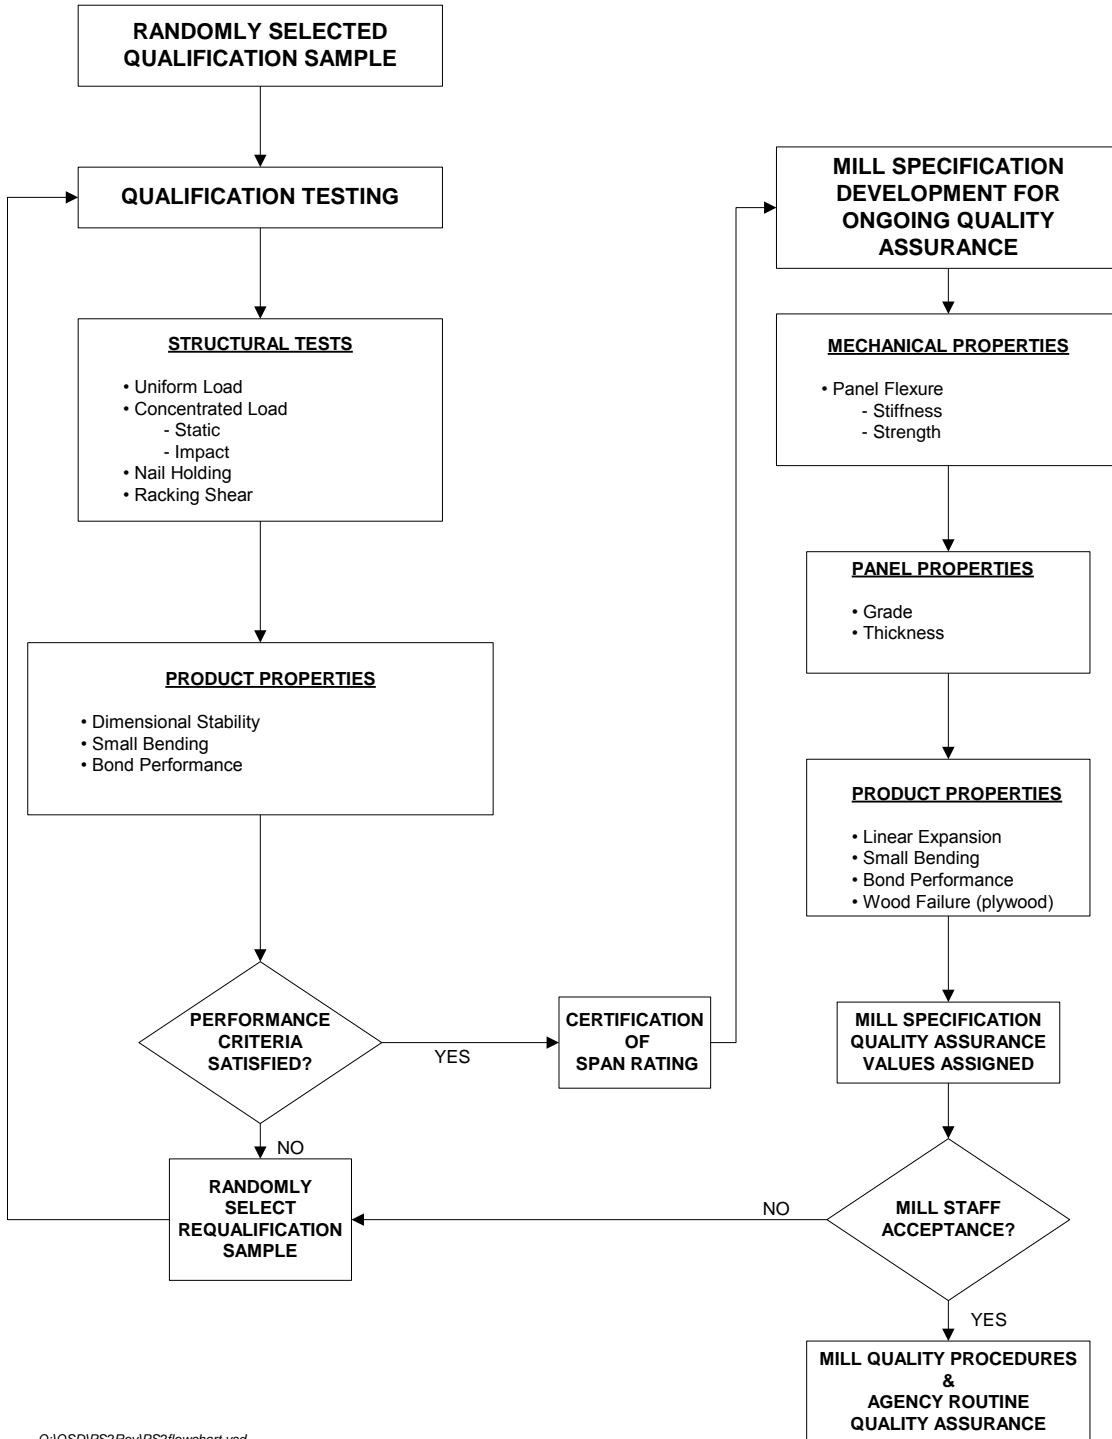 RANDOMLY SELECTED
QUALIFICATION SAMPLE
QUALIFICATION TESTING
STRUCTURAL TESTS
• Uniform Load
• Concentrated Load
- Static
- Impact
• Nail Holding
• Racking Shear
PRODUCT PROPERTIES
• Dimensional Stability
• Small Bending
• Bond Performance
PERFORMANCE
CRITERIA
SATISFIED?
YES
NO
CERTIFICATION
OF
SPAN RATING
RANDOMLY
SELECT
REQUALIFICATION
SAMPLE
MILL SPECIFICATION
DEVELOPMENT FOR
ONGOING QUALITY
ASSURANCE
MECHANICAL PROPERTIES
• Panel Flexure
- Stiffness
- Strength
PANEL PROPERTIES
• Grade
• Thickness
PRODUCT PROPERTIES
• Linear Expansion
• Small Bending
• Bond Performance
• Wood Failure (plywood)
MILL SPECIFICATION
QUALITY ASSURANCE
VALUES ASSIGNED
MILL STAFF
ACCEPTANCE?
NO
YES
MILL QUALITY PROCEDURES
&
AGENCY ROUTINE
QUALITY ASSURANCE